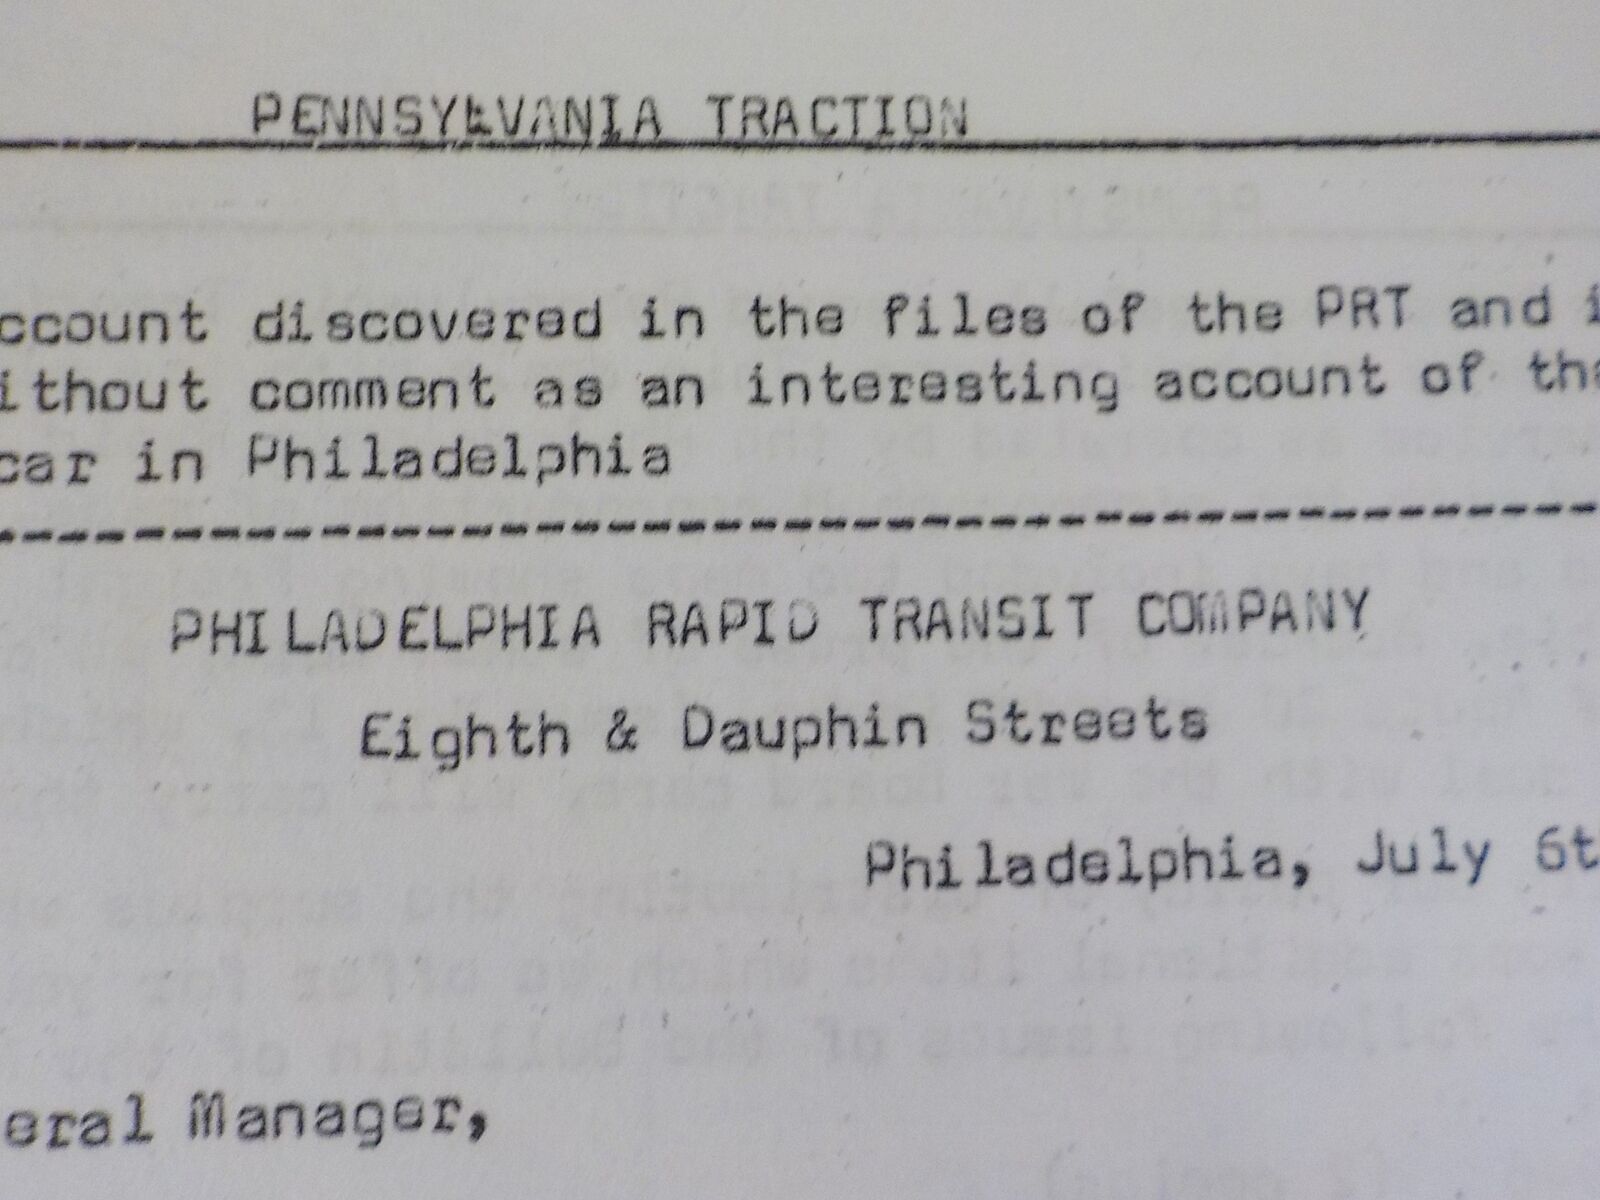 PENNSYLVANIA TRACTION
ccount discovered in the files of the PRT and i
ithout comment as an interesting account of the
car in Philadelphia
PHILADELPHIA RAPID TRANSIT COMPANY
Eighth & Dauphin Streets
Philadelphia, July 6t
eral Manager,